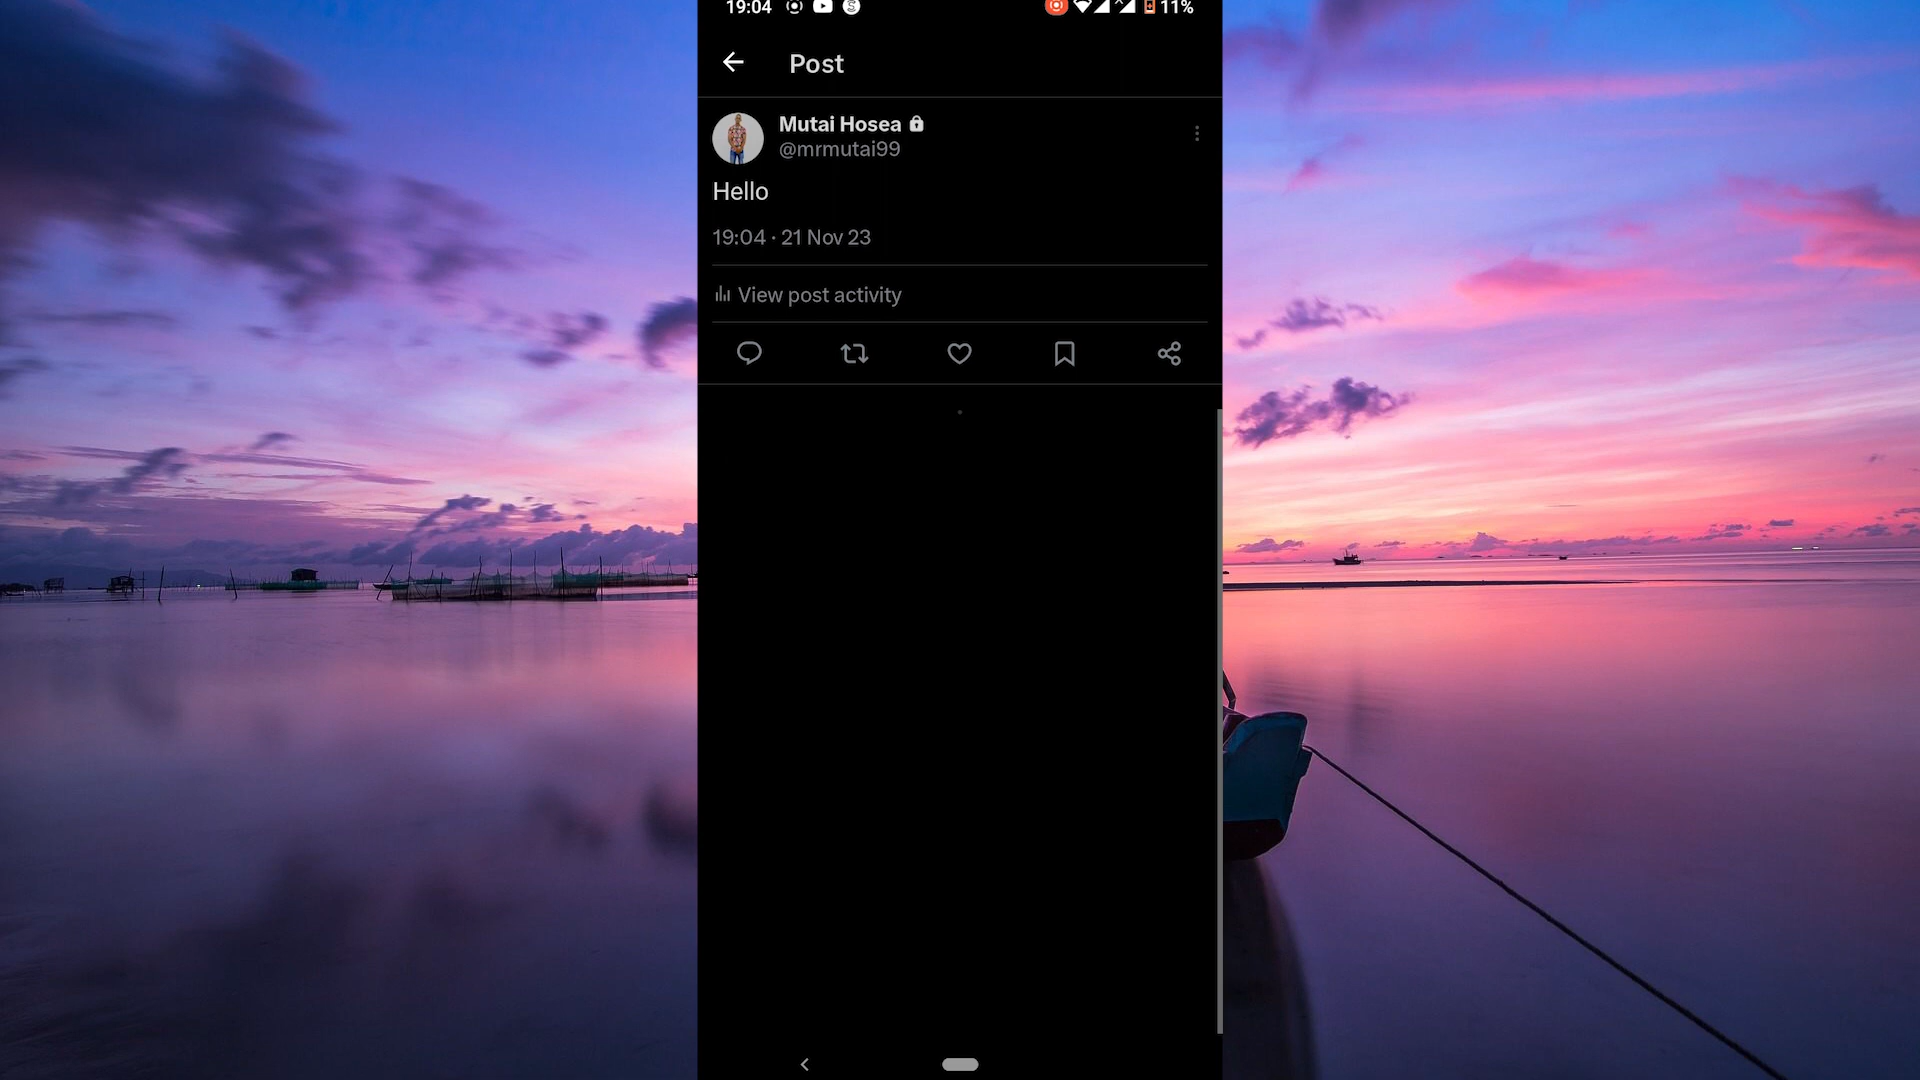 19:04 11%
Post
Mutai Hosea
@mrmutai99
Hello
19:04 · 21 Nov 23
View post activity